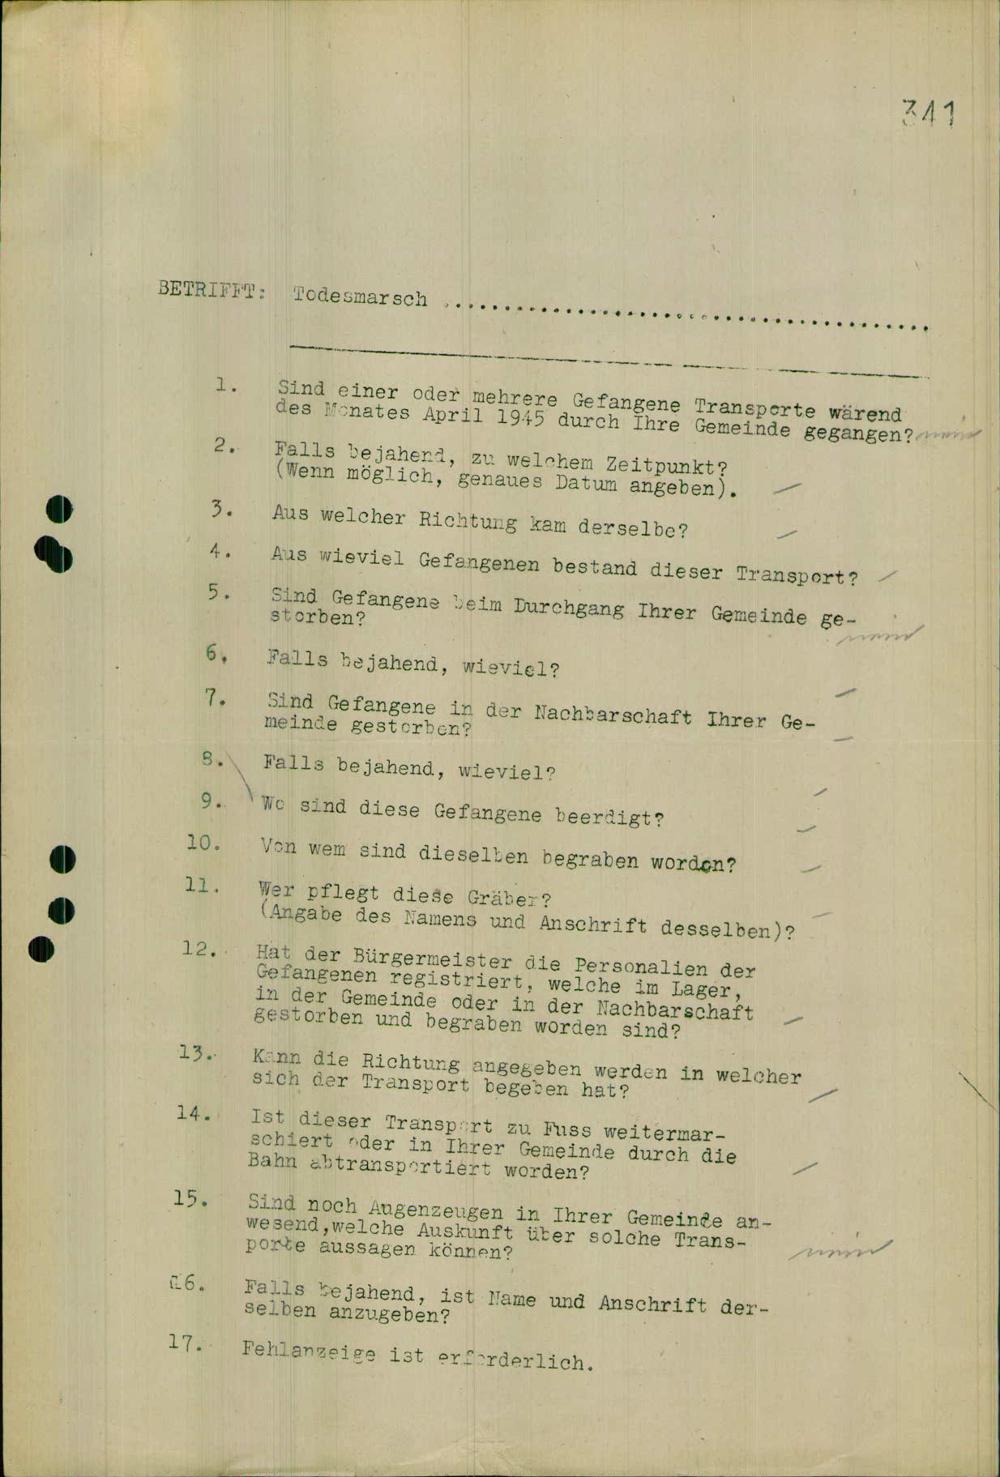 341
BETRIFFT: Todesmarsch ........................................
1. Sind einer oder mehrere Gefangene Transporte wärend
des Monates April 1945 durch Ihre Gemeinde gegangen? nein
2. Falls bejahend, zu welchem Zeitpunkt?
(Wenn möglich, genaues Datum angeben). —
3. Aus welcher Richtung kam derselbe? —
4. Aus wieviel Gefangenen bestand dieser Transport? —
5. Sind Gefangene beim Durchgang Ihrer Gemeinde ge-
storben? nein
6. Falls bejahend, wieviel? —
7. Sind Gefangene in der Nachbarschaft Ihrer Ge-
meinde gestorben? —
8. Falls bejahend, wieviel? —
9. Wo sind diese Gefangene beerdigt? —
10. Von wem sind dieselben begraben worden? —
11. Wer pflegt diese Gräber?
(Angabe des Namens und Anschrift desselben)? —
12. Hat der Bürgermeister die Personalien der
Gefangenen registriert, welche im Lager,
in der Gemeinde oder in der Nachbarschaft
gestorben und begraben worden sind? —
13. Kann die Richtung angegeben werden in welcher
sich der Transport begeben hat? —
14. Ist dieser Transport zu Fuss weitermar-
schiert oder in Ihrer Gemeinde durch die
Bahn abtransportiert worden? —
15. Sind noch Augenzeugen in Ihrer Gemeinde an-
wesend,welche Auskunft über solche Trans-
porte aussagen können? nein
16. Falls bejahend, ist Name und Anschrift der-
selben anzugeben?
17. Fehlanzeige ist erforderlich.